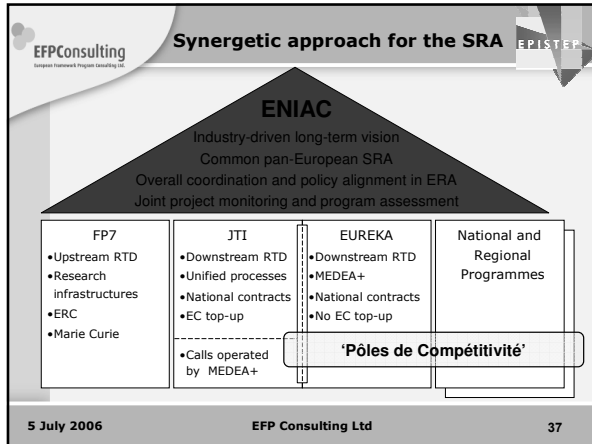 EFPConsulting
European Framework Program Consulting Ltd.
Synergetic approach for the SRA
EPISTEP
ENIAC
Industry-driven long-term vision
Common pan-European SRA
Overall coordination and policy alignment in ERA
Joint project monitoring and program assessment
FP7
•Upstream RTD
•Research
infrastructures
•ERC
•Marie Curie
JTI
•Downstream RTD
•Unified processes
•National contracts
•EC top-up
•Calls operated
by MEDEA+
EUREKA
•Downstream RTD
•MEDEA+
•National contracts
•No EC top-up
National and
Regional
Programmes
‘Pôles de Compétitivité’
5 July 2006
EFP Consulting Ltd
37